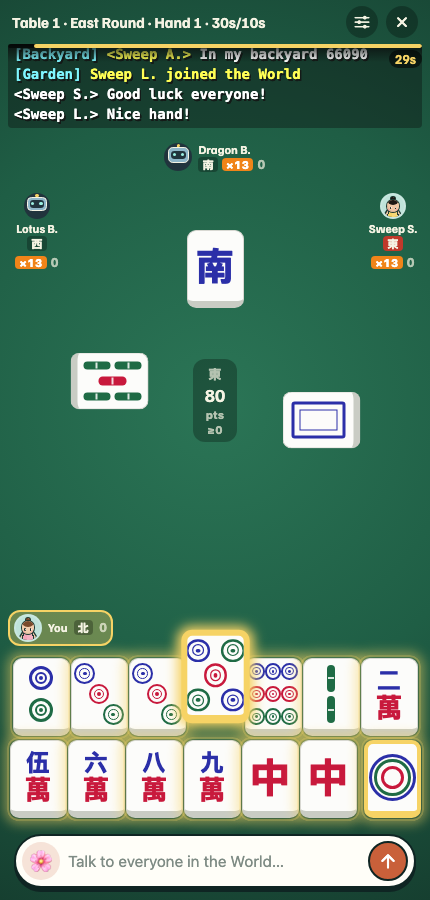 Table 1 · East Round · Hand 1 · 30s/10s
[Backyard] <Sweep A.> In my backyard 66090
29s
[Garden] Sweep L. joined the World
<Sweep S.> Good luck everyone!
<Sweep L.> Nice hand!
Dragon B.
南 ×13 0
Lotus B.
西
×13 0
Sweep S.
東
×13 0
南
東
80
pts
≥0
You 北 0
二萬
伍萬 六萬 八萬 九萬 中 中
Talk to everyone in the World...